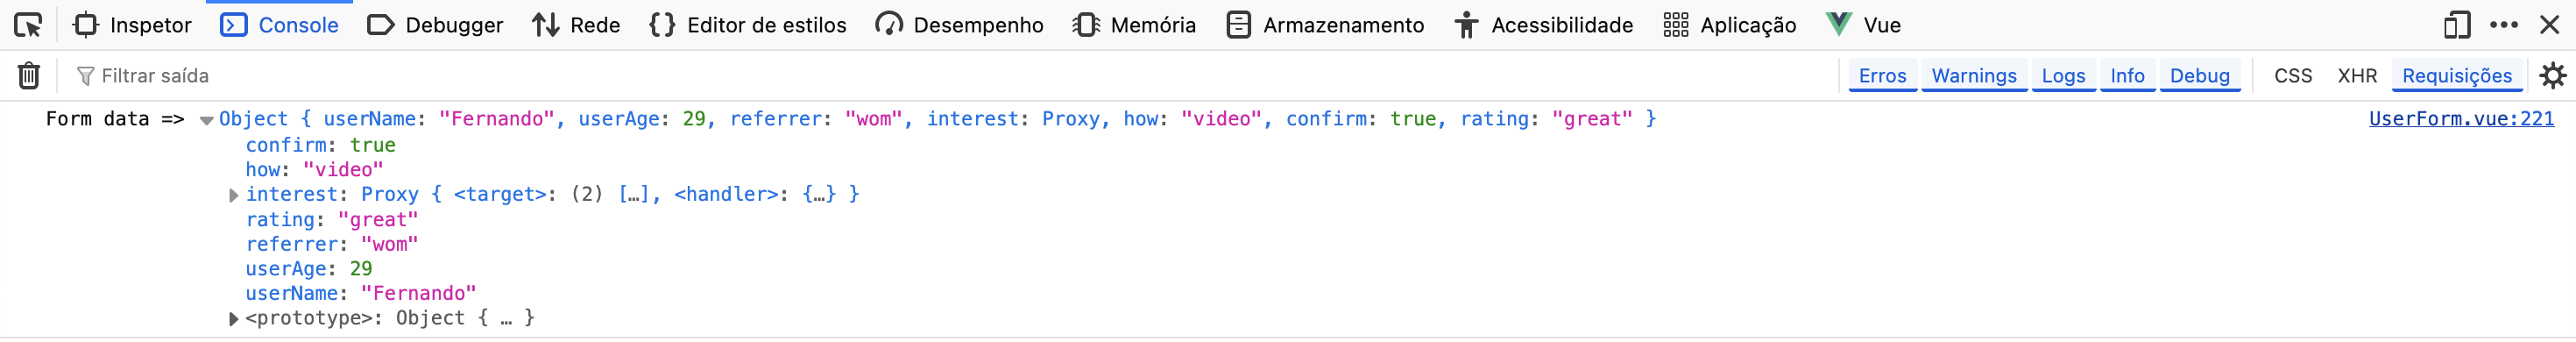 Inspetor Console Debugger Rede Editor de estilos Desempenho Memória Armazenamento Acessibilidade Aplicação Vue
Filtrar saída Erros Warnings Logs Info Debug CSS XHR Requisições
Form data => Object { userName: "Fernando", userAge: 29, referrer: "wom", interest: Proxy, how: "video", confirm: true, rating: "great" } UserForm.vue:221
confirm: true
how: "video"
interest: Proxy { <target>: (2) […], <handler>: {…} }
rating: "great"
referrer: "wom"
userAge: 29
userName: "Fernando"
<prototype>: Object { … }